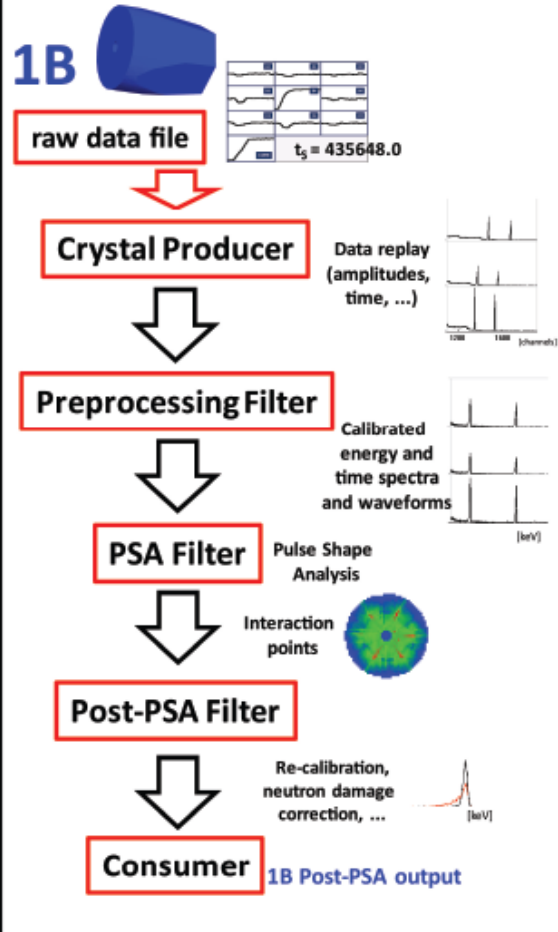 1B
raw data file
tS = 435648.0
Crystal Producer
Data replay
(amplitudes,
time, ...)
1200 1600
[channels]
Preprocessing Filter
Calibrated
energy and
time spectra
and waveforms
[keV]
PSA Filter
Pulse Shape
Analysis
Interaction
points
Post-PSA Filter
Re-calibration,
neutron damage
correction, ...
[keV]
Consumer
1B Post-PSA output